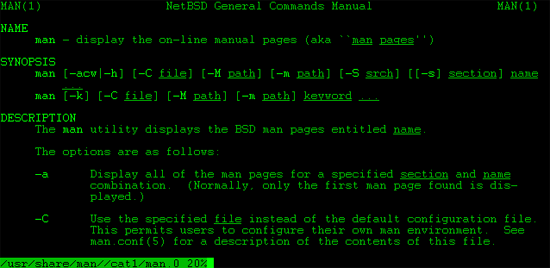 MAN(1) NetBSD General Commands Manual MAN(1)
NAME
man - display the on-line manual pages (aka ``man pages'')
SYNOPSIS
man [-acw|-h] [-C file] [-M path] [-m path] [-S srch] [[-s] section] name
...
man [-k] [-C file] [-M path] [-m path] keyword ...
DESCRIPTION
The man utility displays the BSD man pages entitled name.
The options are as follows:
-a Display all of the man pages for a specified section and name
combination. (Normally, only the first man page found is dis-
played.)
-C Use the specified file instead of the default configuration file.
This permits users to configure their own man environment. See
man.conf(5) for a description of the contents of this file.
/usr/share/man//cat1/man.0 20%